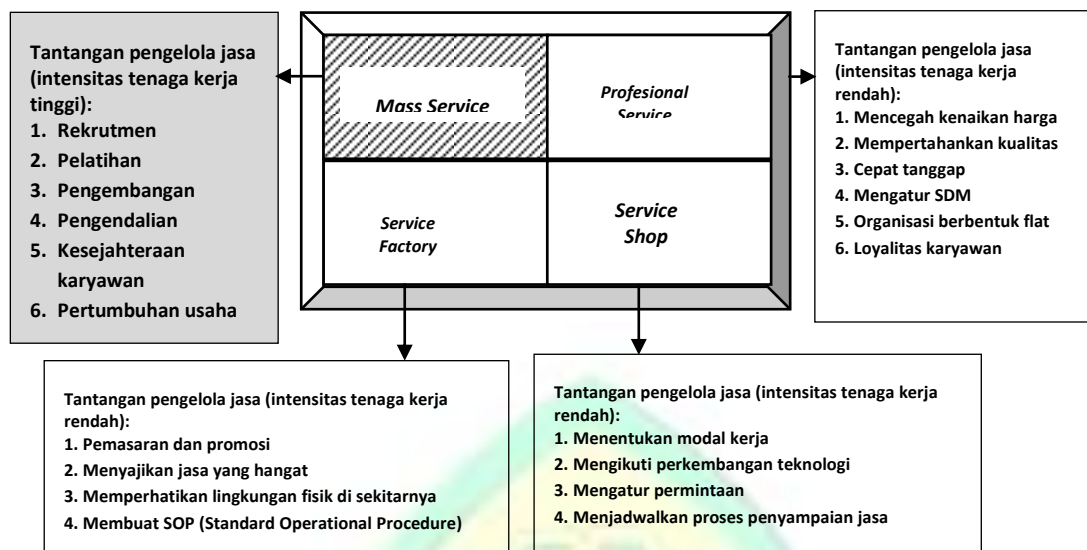 Tantangan pengelola jasa
(intensitas tenaga kerja
tinggi):
1. Rekrutmen
2. Pelatihan
3. Pengembangan
4. Pengendalian
5. Kesejahteraan
karyawan
6. Pertumbuhan usaha
Mass Service
Profesional
Service
Service
Factory
Service
Shop
Tantangan pengelola jasa
(intensitas tenaga kerja
rendah):
1. Mencegah kenaikan harga
2. Mempertahankan kualitas
3. Cepat tanggap
4. Mengatur SDM
5. Organisasi berbentuk flat
6. Loyalitas karyawan
Tantangan pengelola jasa (intensitas tenaga kerja
rendah):
1. Pemasaran dan promosi
2. Menyajikan jasa yang hangat
3. Memperhatikan lingkungan fisik di sekitarnya
4. Membuat SOP (Standard Operational Procedure)
Tantangan pengelola jasa (intensitas tenaga kerja
rendah):
1. Menentukan modal kerja
2. Mengikuti perkembangan teknologi
3. Mengatur permintaan
4. Menjadwalkan proses penyampaian jasa